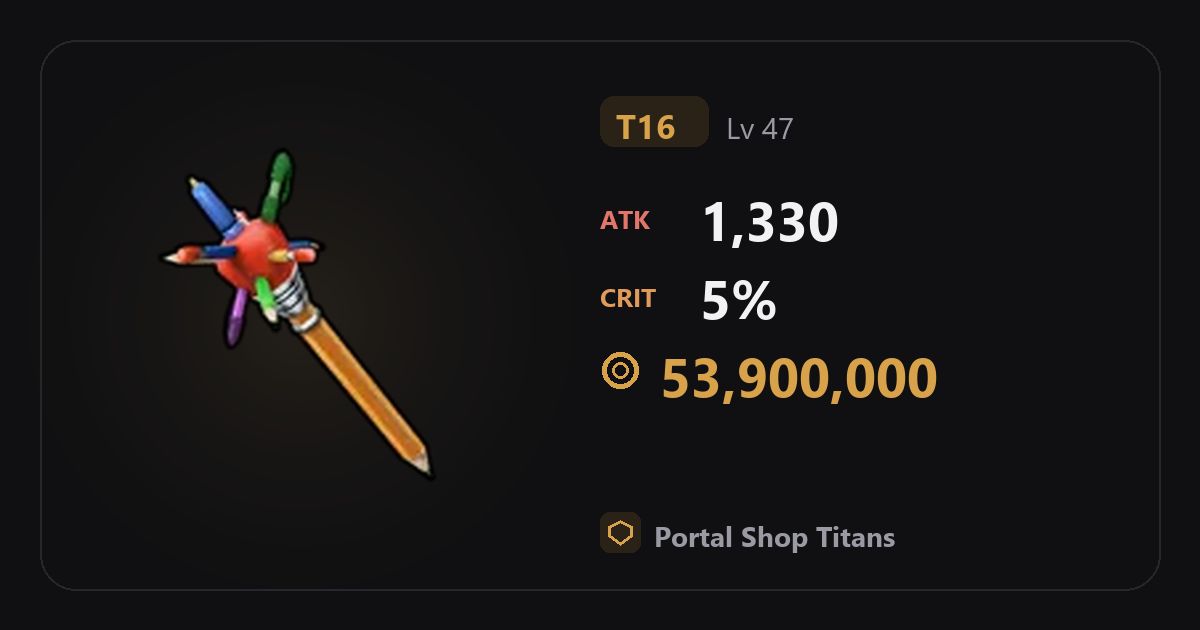 T16 Lv 47
ATK 1,330
CRIT 5%
53,900,000
Portal Shop Titans